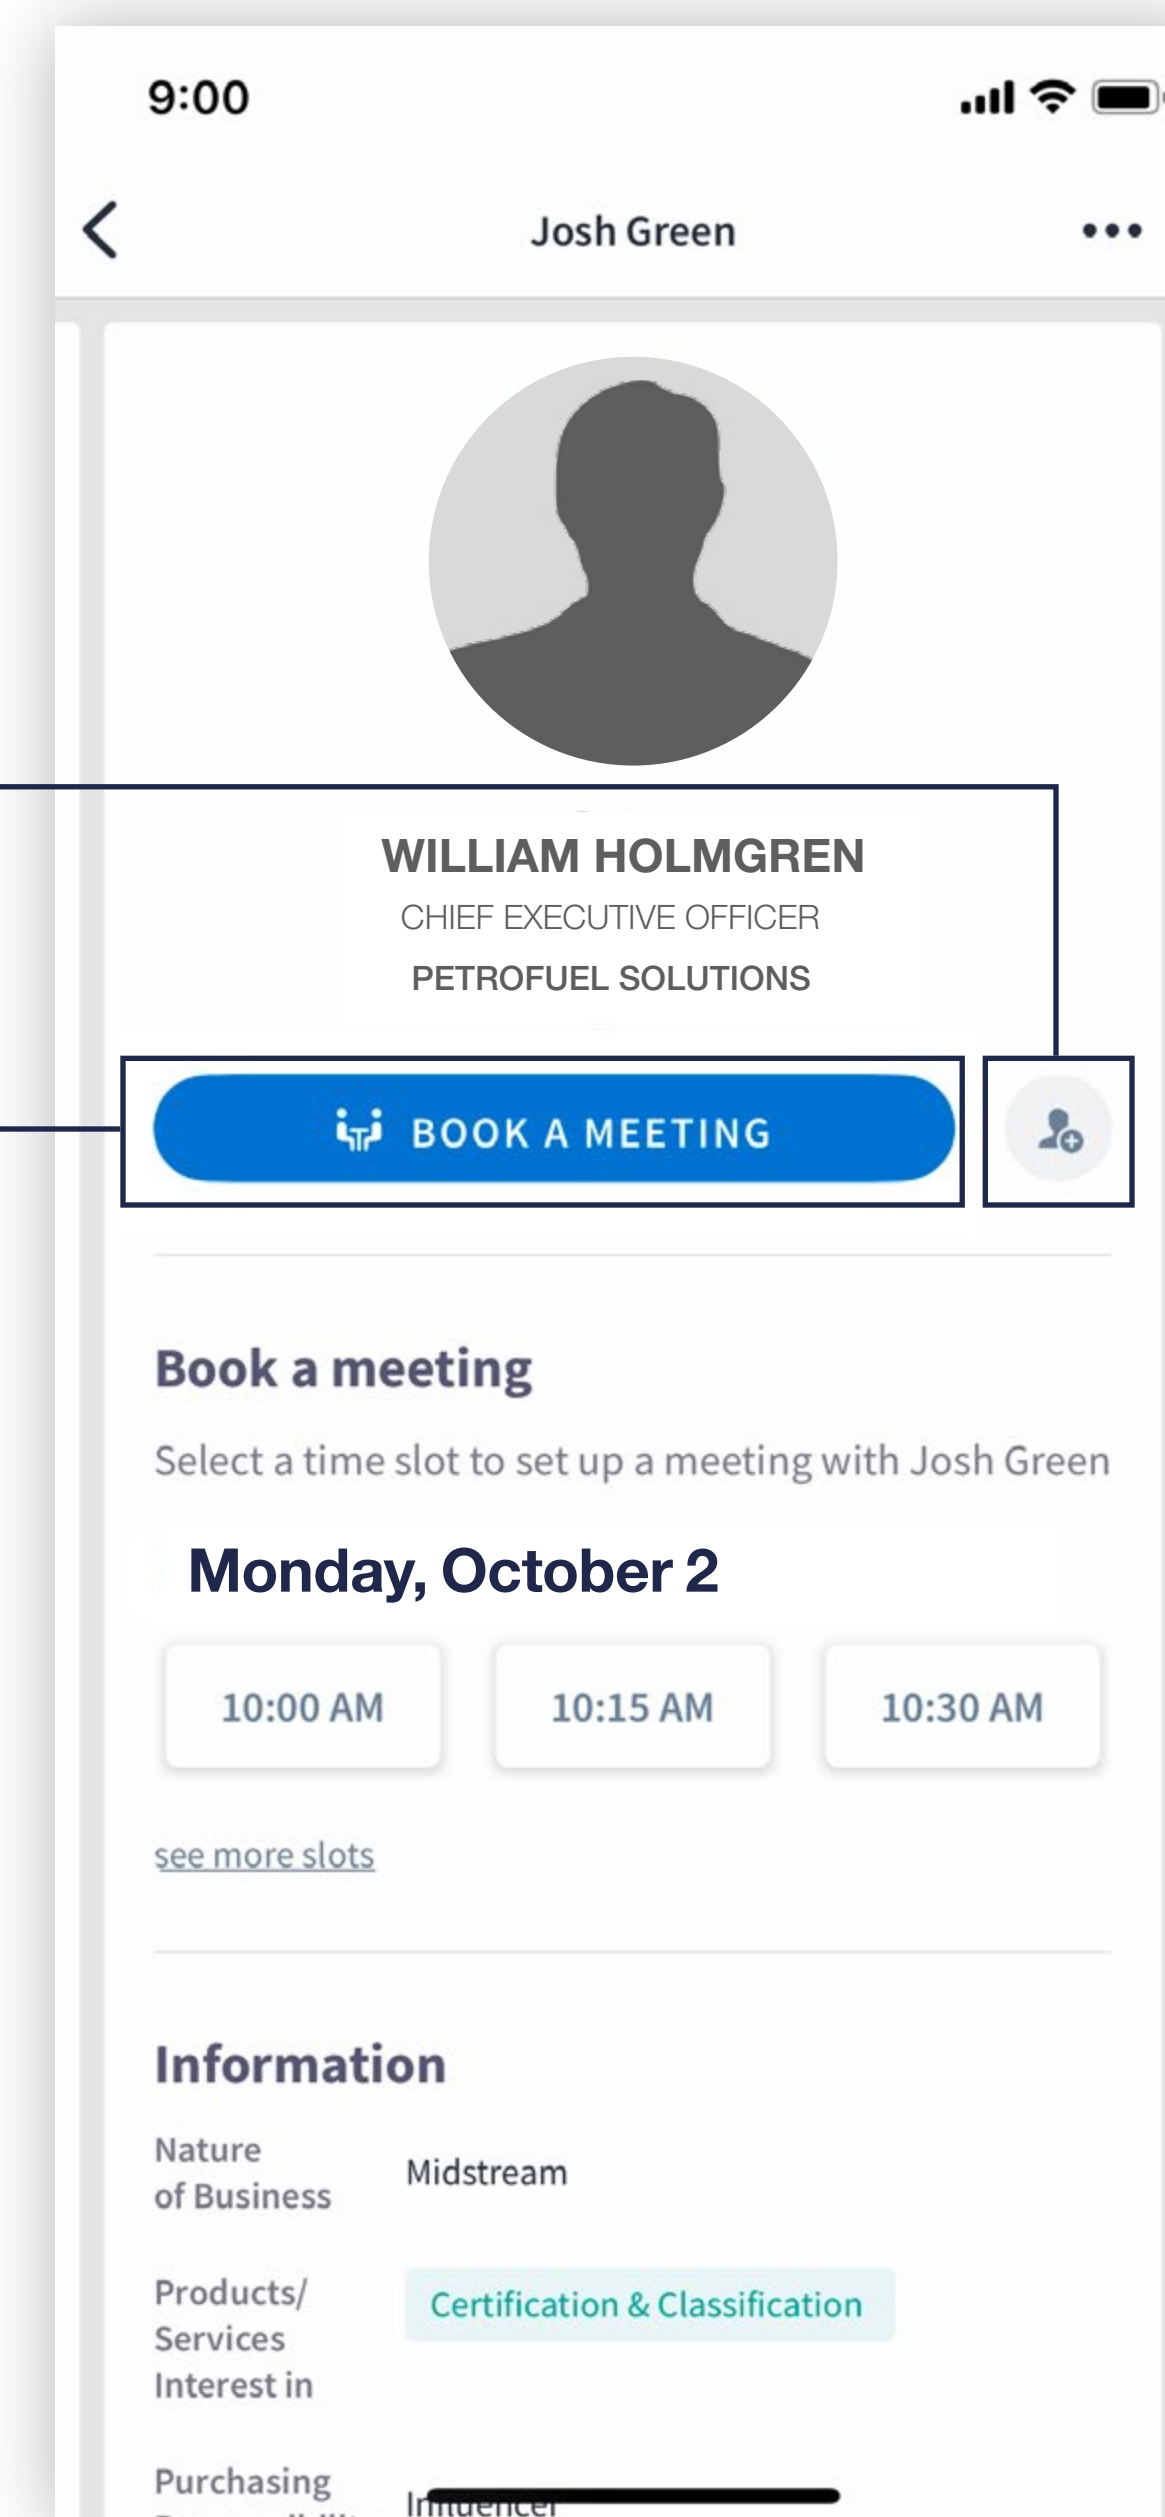 9:00
Josh Green
WILLIAM HOLMGREN
CHIEF EXECUTIVE OFFICER
PETROFUEL SOLUTIONS
BOOK A MEETING
Book a meeting
Select a time slot to set up a meeting with Josh Green
Monday, October 2
10:00 AM
10:15 AM
10:30 AM
see more slots
Information
Nature
of Business
Midstream
Products/
Services
Interest in
Certification & Classification
Purchasing
Influencer